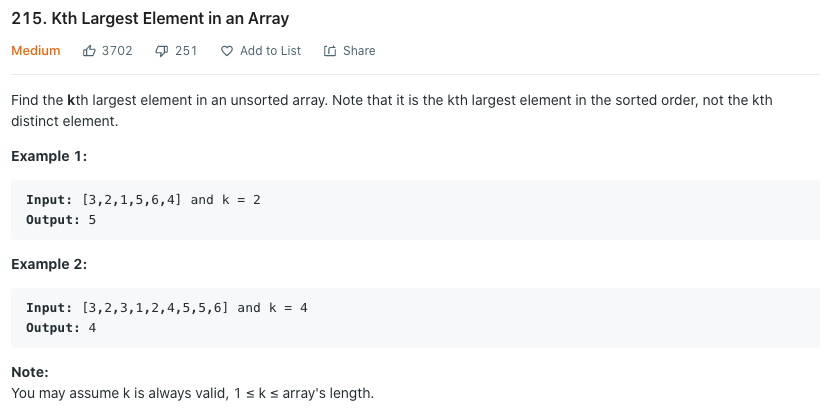 215. Kth Largest Element in an Array
Medium 3702 251 Add to List Share
Find the kth largest element in an unsorted array. Note that it is the kth largest element in the sorted order, not the kth
distinct element.
Example 1:
Input: [3,2,1,5,6,4] and k = 2
Output: 5
Example 2:
Input: [3,2,3,1,2,4,5,5,6] and k = 4
Output: 4
Note:
You may assume k is always valid, 1 ≤ k ≤ array's length.